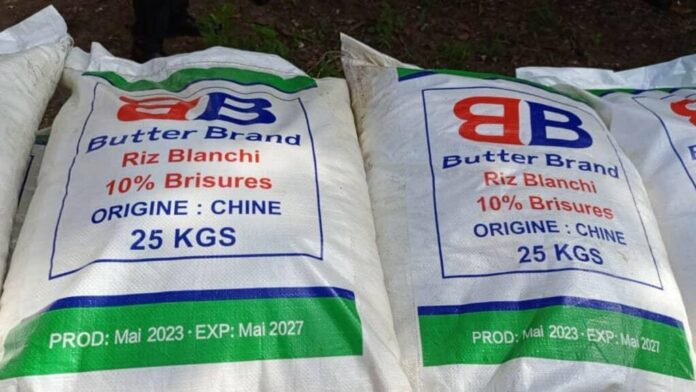 BB
Butter Brand
Riz Blanchi
10% Brisures
ORIGINE : CHINE
25 KGS
PROD: Mai 2023 · EXP: Mai 2027
BB
Butter Brand
Riz Blanchi
10% Brisures
ORIGINE : CHINE
25 KGS
PROD: Mai 2023 · EXP: Mai 2027